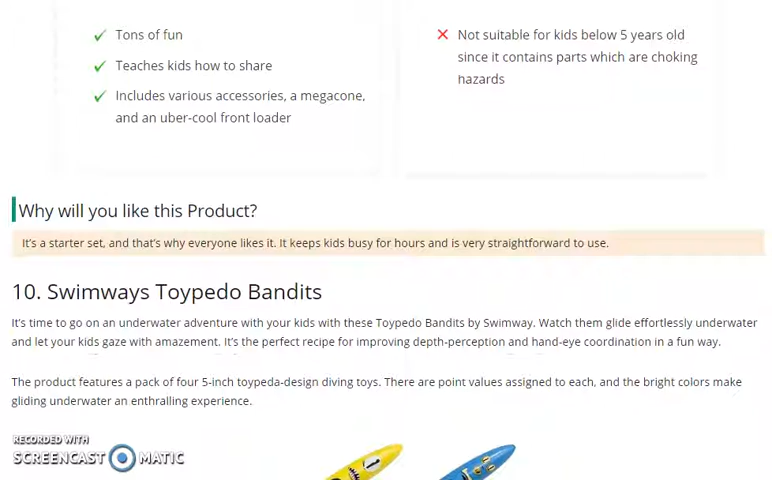 Tons of fun
Teaches kids how to share
Includes various accessories, a megacone,
and an uber-cool front loader
Not suitable for kids below 5 years old
since it contains parts which are choking
hazards
Why will you like this Product?
It's a starter set, and that's why everyone likes it. It keeps kids busy for hours and is very straightforward to use.
10. Swimways Toypedo Bandits
It's time to go on an underwater adventure with your kids with these Toypedo Bandits by Swimway. Watch them glide effortlessly underwater
and let your kids gaze with amazement. It's the perfect recipe for improving depth-perception and hand-eye coordination in a fun way.
The product features a pack of four 5-inch toypeda-design diving toys. There are point values assigned to each, and the bright colors make
gliding underwater an enthralling experience.
RECORDED WITH
SCREENCAST MATIC